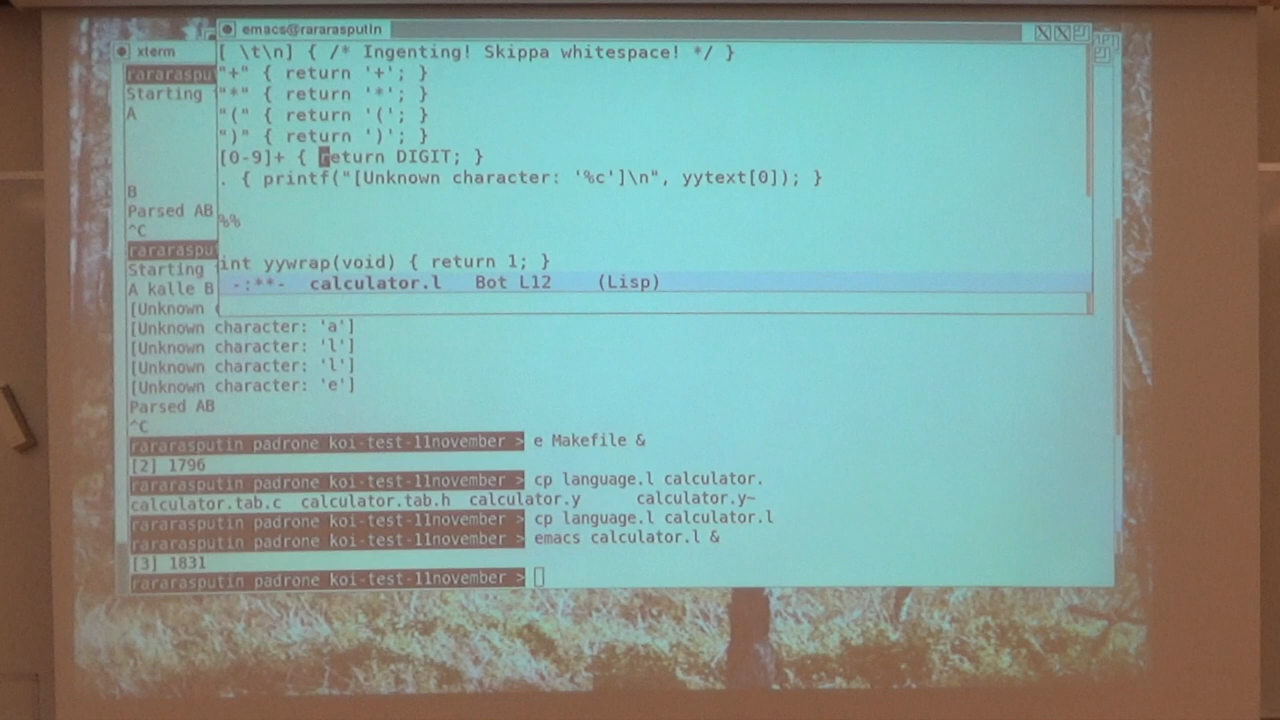 emacs@rararasputin
[ \t\n] { /* Ingenting! Skippa whitespace! */ }
"+" { return '+'; }
"*" { return '*'; }
"(" { return '('; }
")" { return ')'; }
[0-9]+ { return DIGIT; }
. { printf("[Unknown character: '%c']\n", yytext[0]); }
%%
int yywrap(void) { return 1; }
-:**- calculator.l Bot L12 (Lisp)
xterm
rararaspu
Starting
A
B
Parsed AB
^C
rararaspu
Starting
A kalle B
[Unknown
[Unknown character: 'a']
[Unknown character: 'l']
[Unknown character: 'l']
[Unknown character: 'e']
Parsed AB
^C
rararasputin padrone koi-test-11november > e Makefile &
[2] 1796
rararasputin padrone koi-test-11november > cp language.l calculator.
calculator.tab.c calculator.tab.h calculator.y calculator.y~
rararasputin padrone koi-test-11november > cp language.l calculator.l
rararasputin padrone koi-test-11november > emacs calculator.l &
[3] 1831
rararasputin padrone koi-test-11november >